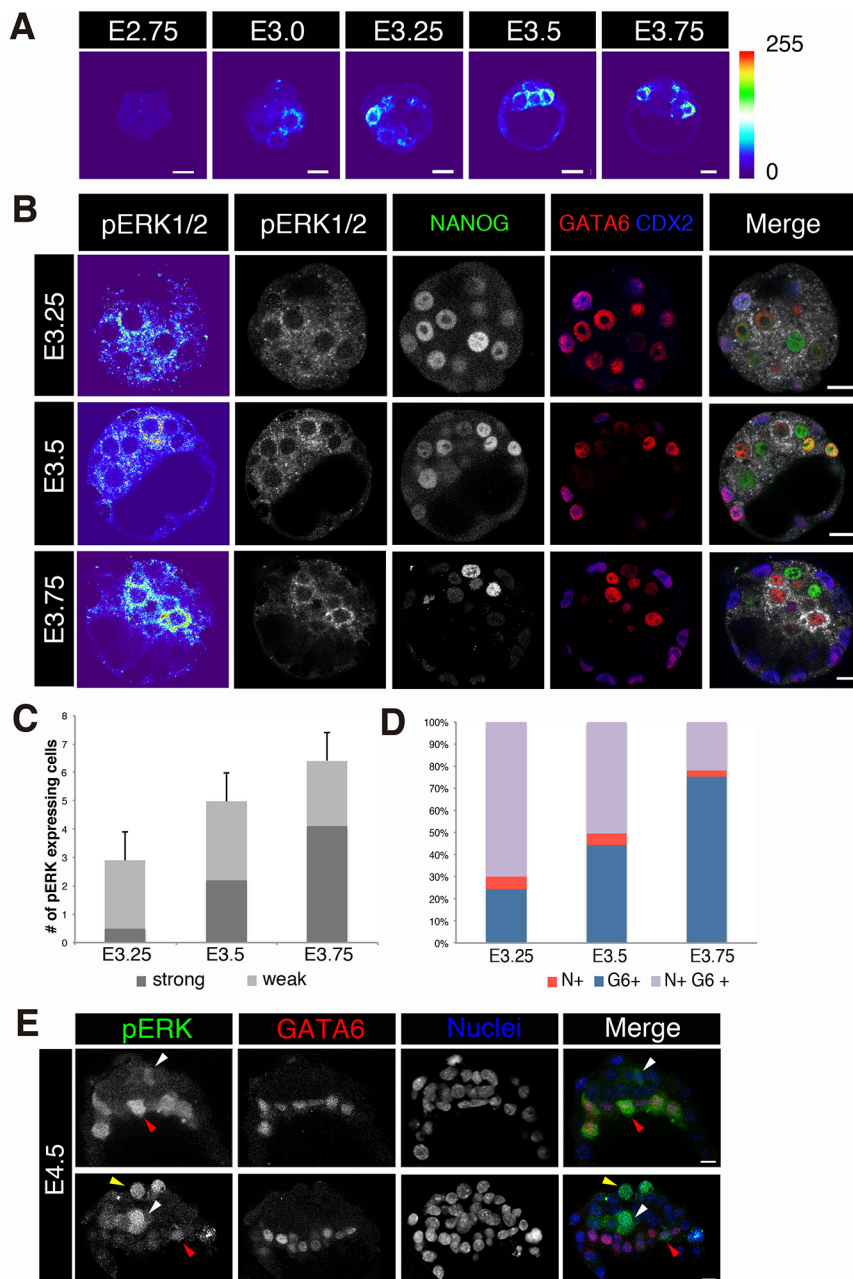 A
E2.75 E3.0 E3.25 E3.5 E3.75
255
0
B
pERK1/2 pERK1/2 NANOG GATA6 CDX2 Merge
E3.25
E3.5
E3.75
C
# of pERK expressing cells
8
7
6
5
4
3
2
1
0
E3.25 E3.5 E3.75
strong weak
D
100%
90%
80%
70%
60%
50%
40%
30%
20%
10%
0%
E3.25 E3.5 E3.75
N+ G6+ N+ G6 +
E
pERK GATA6 Nuclei Merge
E4.5